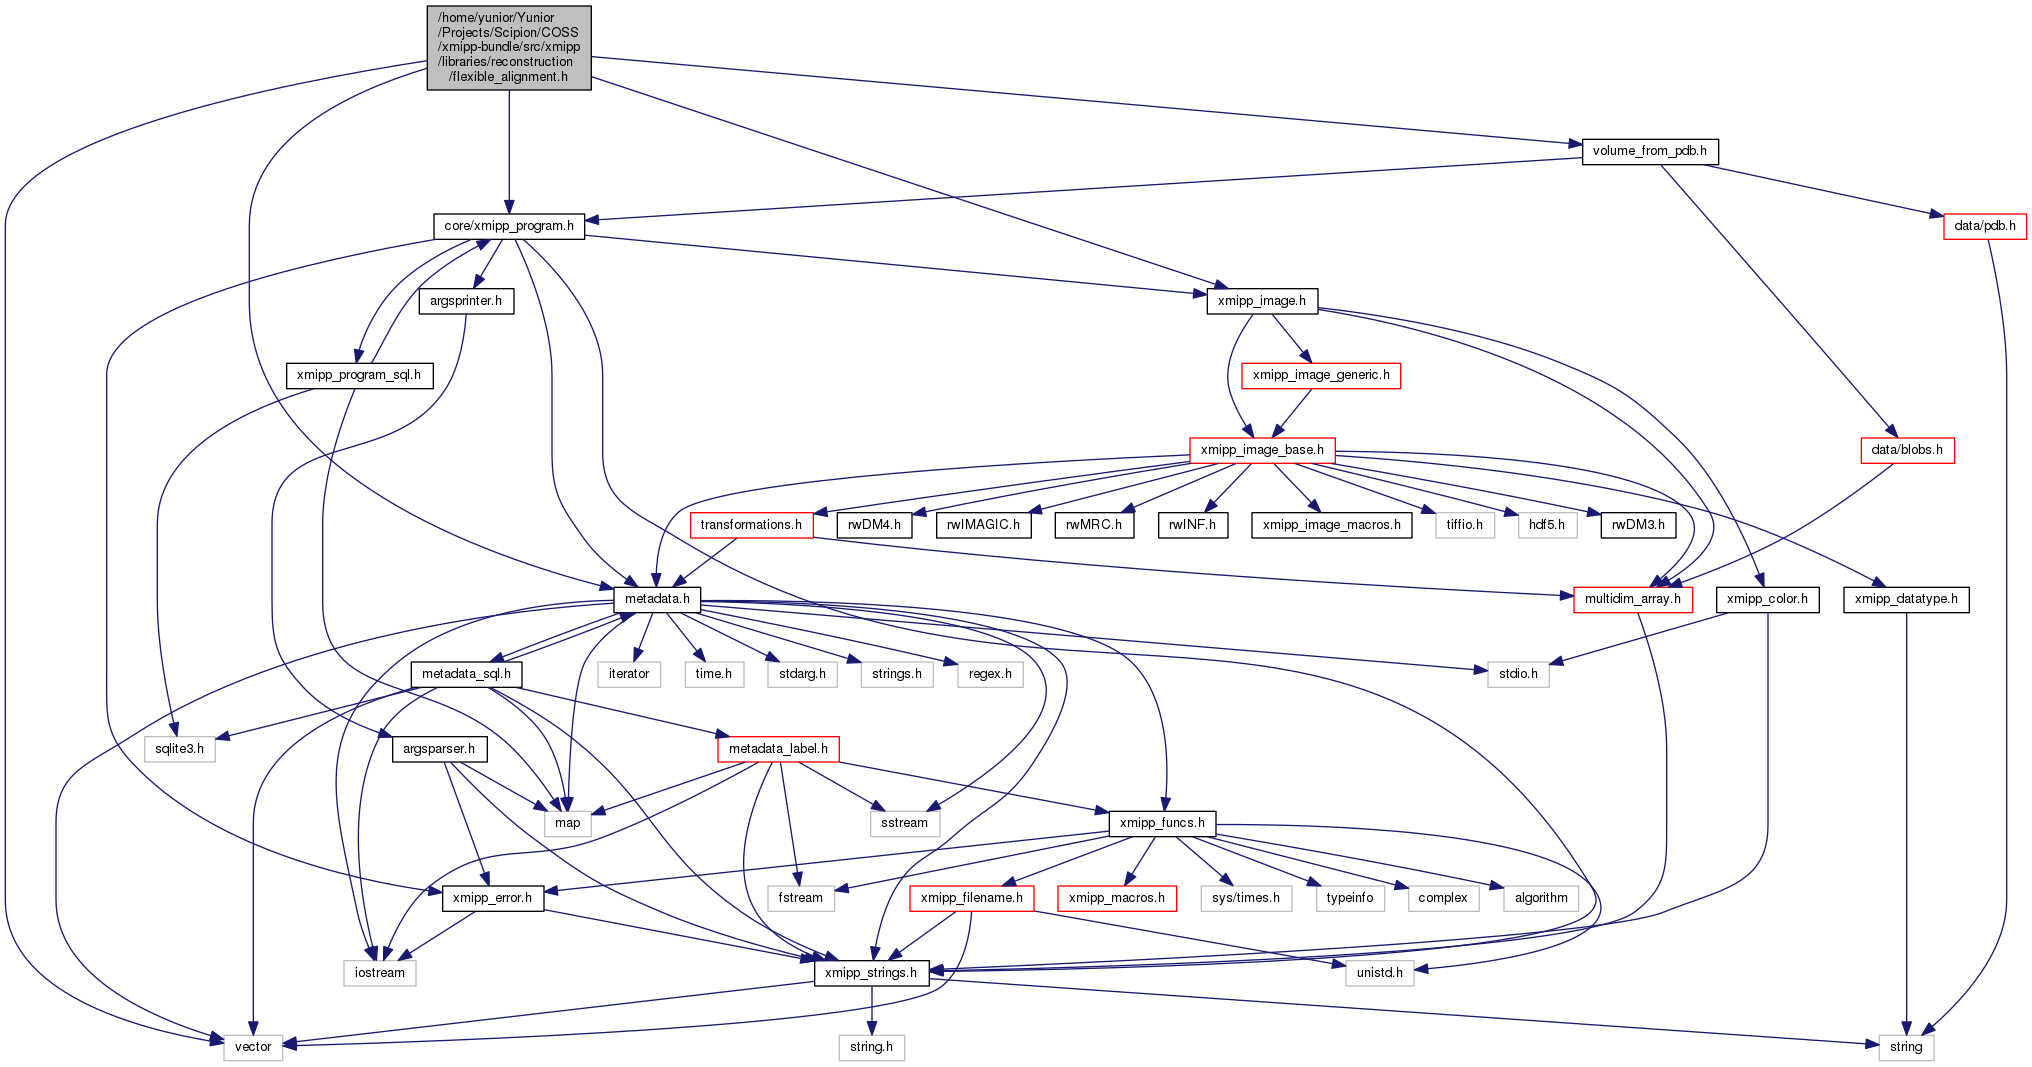 /home/yunior/Yunior
/Projects/Scipion/COSS
/xmipp-bundle/src/xmipp
/libraries/reconstruction
/flexible_alignment.h
volume_from_pdb.h
core/xmipp_program.h
data/pdb.h
argsprinter.h
xmipp_image.h
xmipp_program_sql.h
xmipp_image_generic.h
xmipp_image_base.h
data/blobs.h
transformations.h
rwDM4.h
rwIMAGIC.h
rwMRC.h
rwINF.h
xmipp_image_macros.h
tiffio.h
hdf5.h
rwDM3.h
metadata.h
multidim_array.h
xmipp_color.h
xmipp_datatype.h
metadata_sql.h
iterator
time.h
stdarg.h
strings.h
regex.h
stdio.h
sqlite3.h
argsparser.h
metadata_label.h
map
sstream
xmipp_funcs.h
xmipp_error.h
fstream
xmipp_filename.h
xmipp_macros.h
sys/times.h
typeinfo
complex
algorithm
iostream
xmipp_strings.h
unistd.h
vector
string.h
string